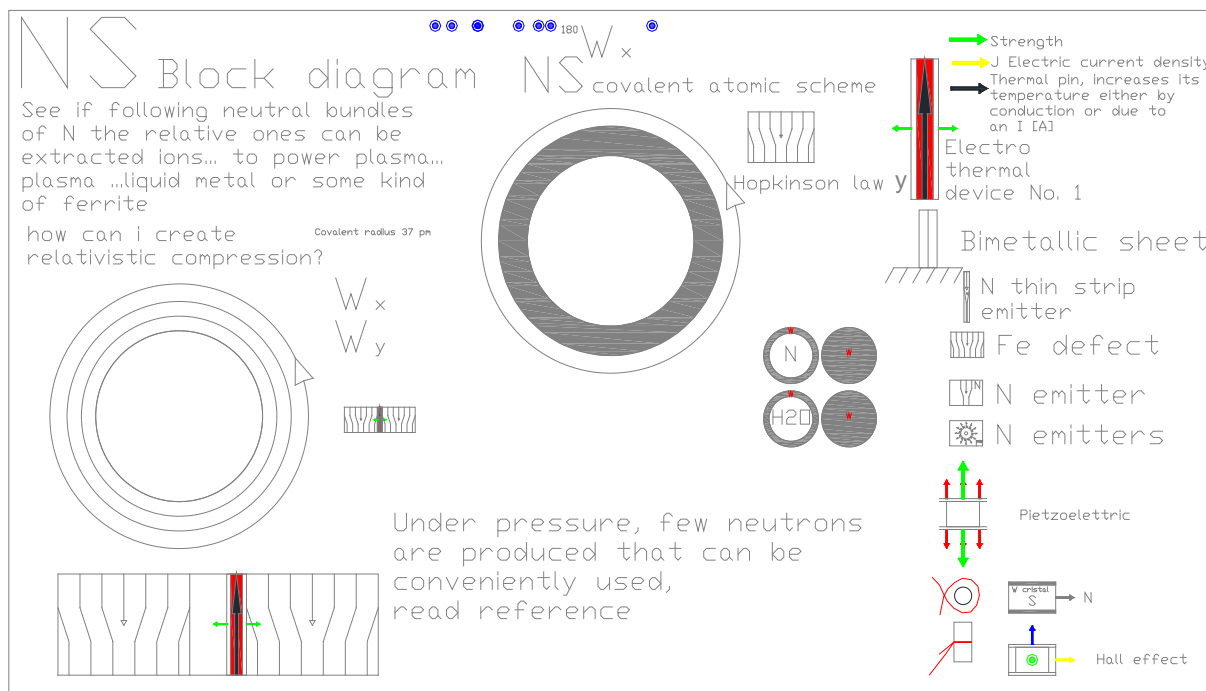 NS Block diagram
See if following neutral bundles
of N the relative ones can be
extracted ions... to power plasma...
plasma ...liquid metal or some kind
of ferrite
how can i create
relativistic compression?
Covalent radius 37 pm
180 W x
NS covalent atomic scheme
Hopkinson law y
W x
W y
N
W
W
H2O
W
W
Under pressure, few neutrons
are produced that can be
conveniently used,
read reference
Strength
J Electric current density
Thermal pin, increases its
temperature either by
conduction or due to
an I [A]
Electro
thermal
device No. 1
Bimetallic sheet
N thin strip
emitter
Fe defect
N
N emitter
N emitters
Pietzoelettric
W cristal
S
N
Hall effect